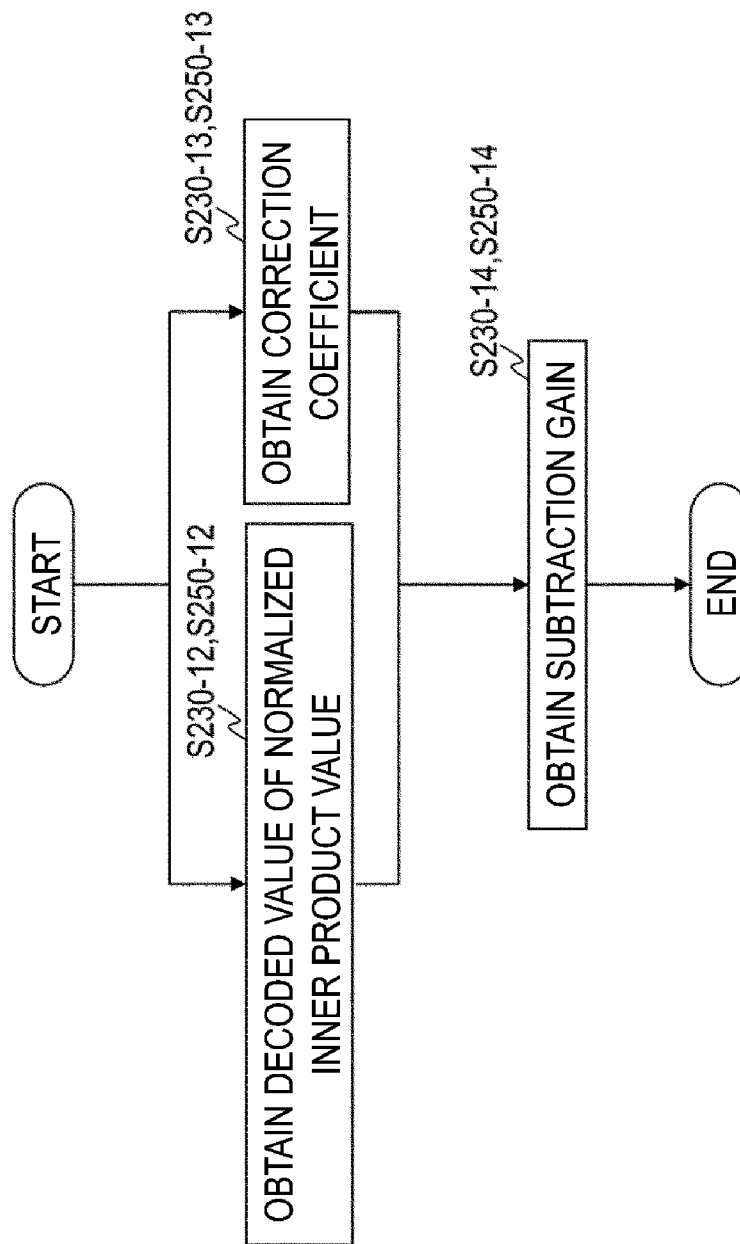 START
S230-12,S250-12
OBTAIN DECODED VALUE OF NORMALIZED
INNER PRODUCT VALUE
S230-13,S250-13
OBTAIN CORRECTION
COEFFICIENT
S230-14,S250-14
OBTAIN SUBTRACTION GAIN
END